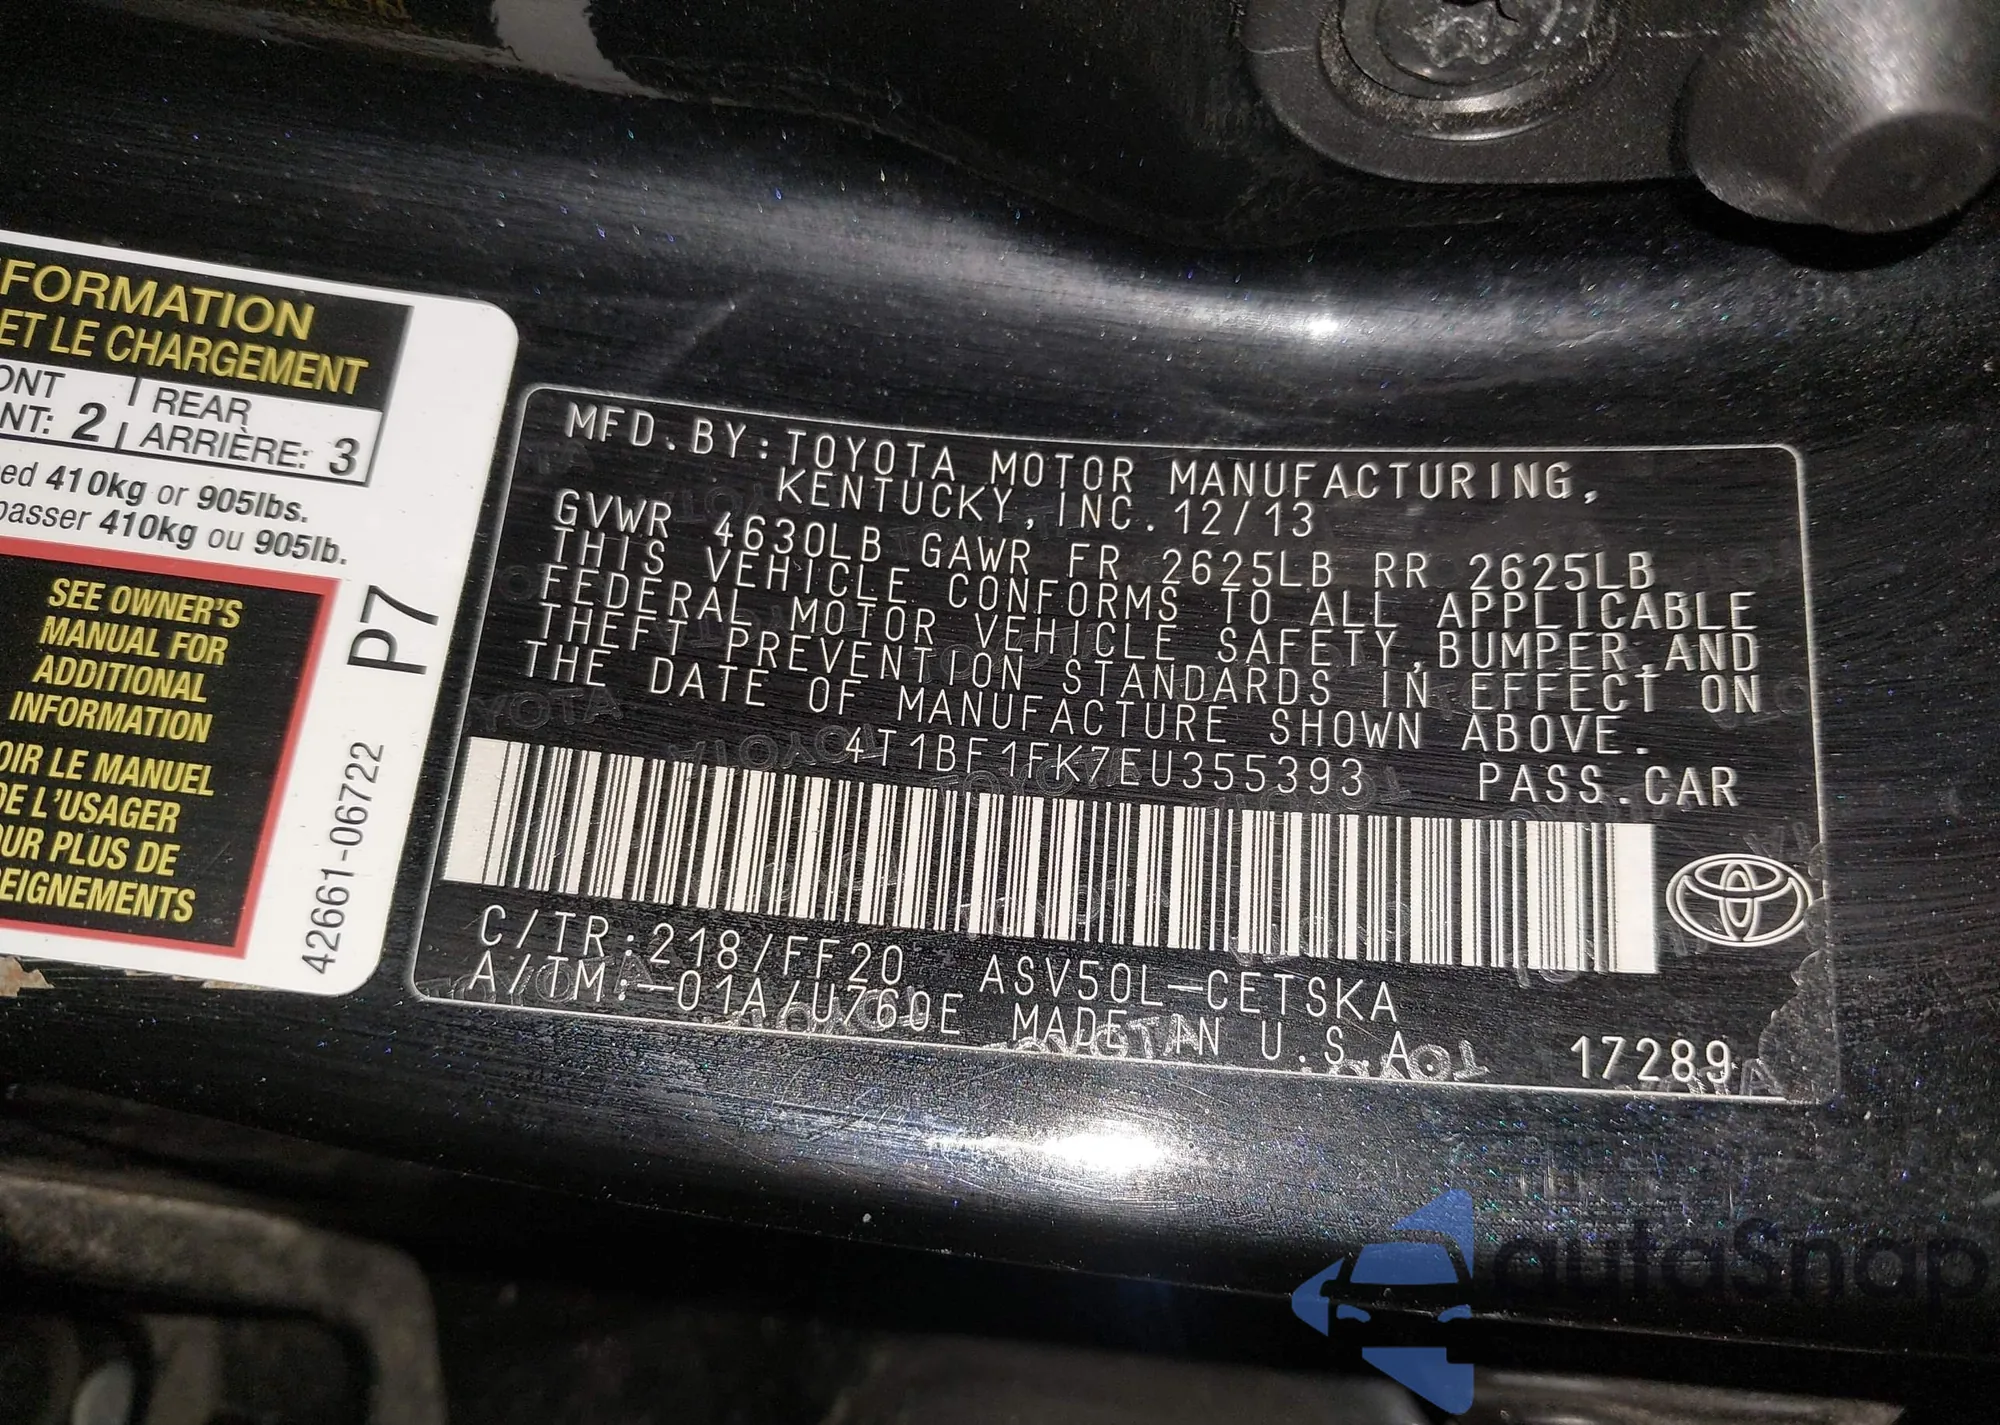 FORMATION
ET LE CHARGEMENT
ONT | REAR
NT: 2 | ARRIÈRE: 3
ed 410kg or 905lbs.
passer 410kg ou 905lb.
SEE OWNER'S
MANUAL FOR
ADDITIONAL
INFORMATION
OIR LE MANUEL
DE L'USAGER
OUR PLUS DE
EIGNEMENTS
42661-06722 P7
MFD.BY:TOYOTA MOTOR MANUFACTURING,
KENTUCKY,INC.12/13
GVWR 4630LB GAWR FR 2625LB RR 2625LB
THIS VEHICLE CONFORMS TO ALL APPLICABLE
FEDERAL MOTOR VEHICLE SAFETY,BUMPER,AND
THEFT PREVENTION STANDARDS IN EFFECT ON
THE DATE OF MANUFACTURE SHOWN ABOVE.
4T1BF1FK7EU355393 PASS.CAR
C/TR:218/FF20 ASV50L-CETSKA
A/TM:-01A/U760E MADE IN U.S.A.
17289
autaSnap